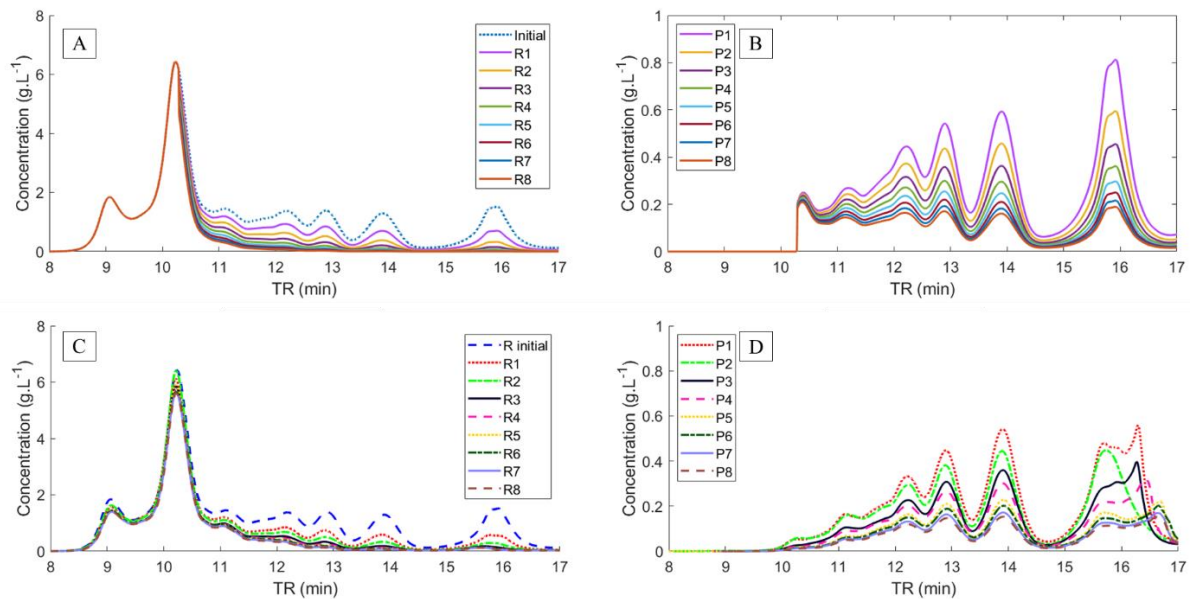 A
Concentration (g.L⁻¹)
8
6
4
2
0
8 9 10 11 12 13 14 15 16 17
TR (min)
Initial
R1
R2
R3
R4
R5
R6
R7
R8
B
Concentration (g.L⁻¹)
1
0.8
0.6
0.4
0.2
0
8 9 10 11 12 13 14 15 16 17
TR (min)
P1
P2
P3
P4
P5
P6
P7
P8
C
Concentration (g.L⁻¹)
8
6
4
2
0
8 9 10 11 12 13 14 15 16 17
TR (min)
R initial
R1
R2
R3
R4
R5
R6
R7
R8
D
Concentration (g.L⁻¹)
1
0.8
0.6
0.4
0.2
0
8 9 10 11 12 13 14 15 16 17
TR (min)
P1
P2
P3
P4
P5
P6
P7
P8